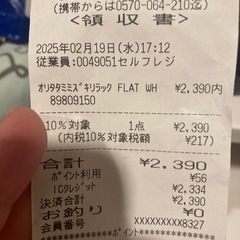 (携帯からは0570-064-210迄)
<領収書>
2025年02月19日(水)17:12
従業員:0049051セルフレジ
オリタタミミズキリラック FLAT WH ¥2,390内
89809150
10%対象 1点 ¥2,390
(内税10%対象税額 ¥217)
合計 ¥2,390
ポイント利用 ¥56
ICクレジット ¥2,334
決済合計 ¥2,390
お釣り ¥0
会員番号 XXXXXXXXX8327
ポイント